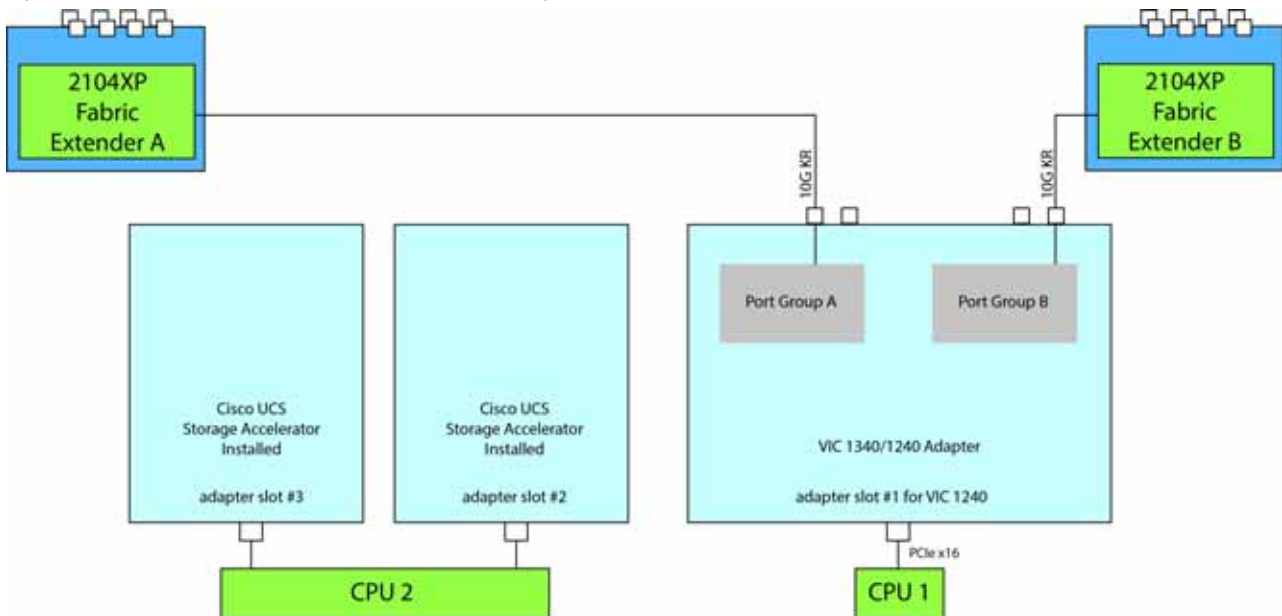 2104XP
Fabric
Extender A
2104XP
Fabric
Extender B
10G KR
10G KR
Port Group A
Port Group B
Cisco UCS
Storage Accelerator
Installed
adapter slot #3
Cisco UCS
Storage Accelerator
Installed
adapter slot #2
VIC 1340/1240 Adapter
adapter slot #1 for VIC 1240
PCIe x16
CPU 2
CPU 1